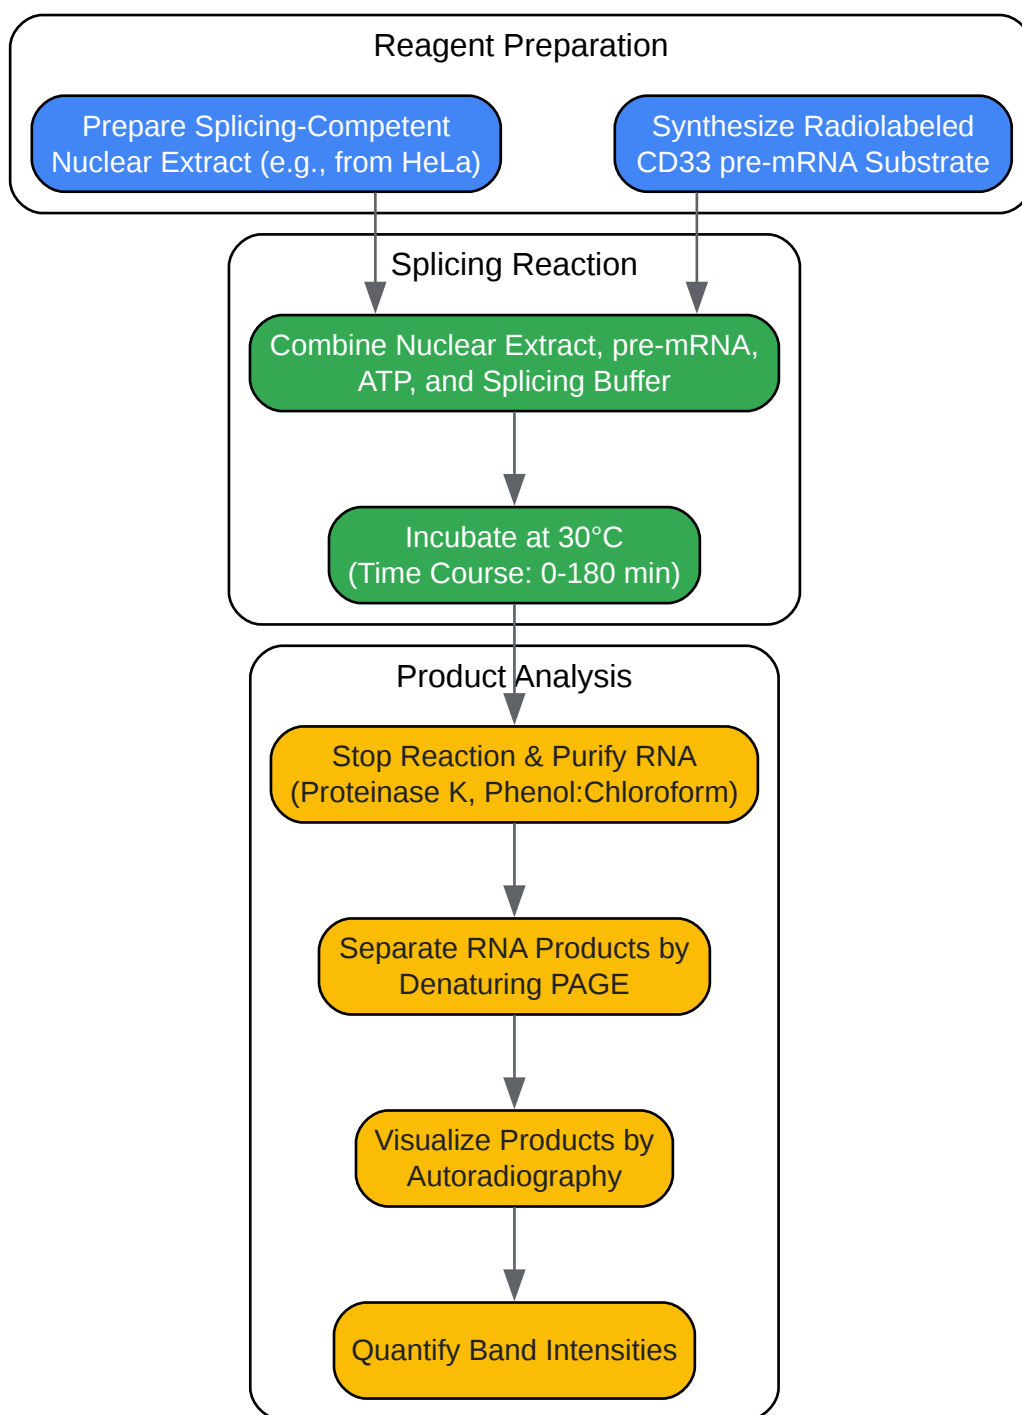 Reagent Preparation
Prepare Splicing-Competent
Nuclear Extract (e.g., from HeLa)
Synthesize Radiolabeled
CD33 pre-mRNA Substrate
Splicing Reaction
Combine Nuclear Extract, pre-mRNA,
ATP, and Splicing Buffer
Incubate at 30°C
(Time Course: 0-180 min)
Product Analysis
Stop Reaction & Purify RNA
(Proteinase K, Phenol:Chloroform)
Separate RNA Products by
Denaturing PAGE
Visualize Products by
Autoradiography
Quantify Band Intensities